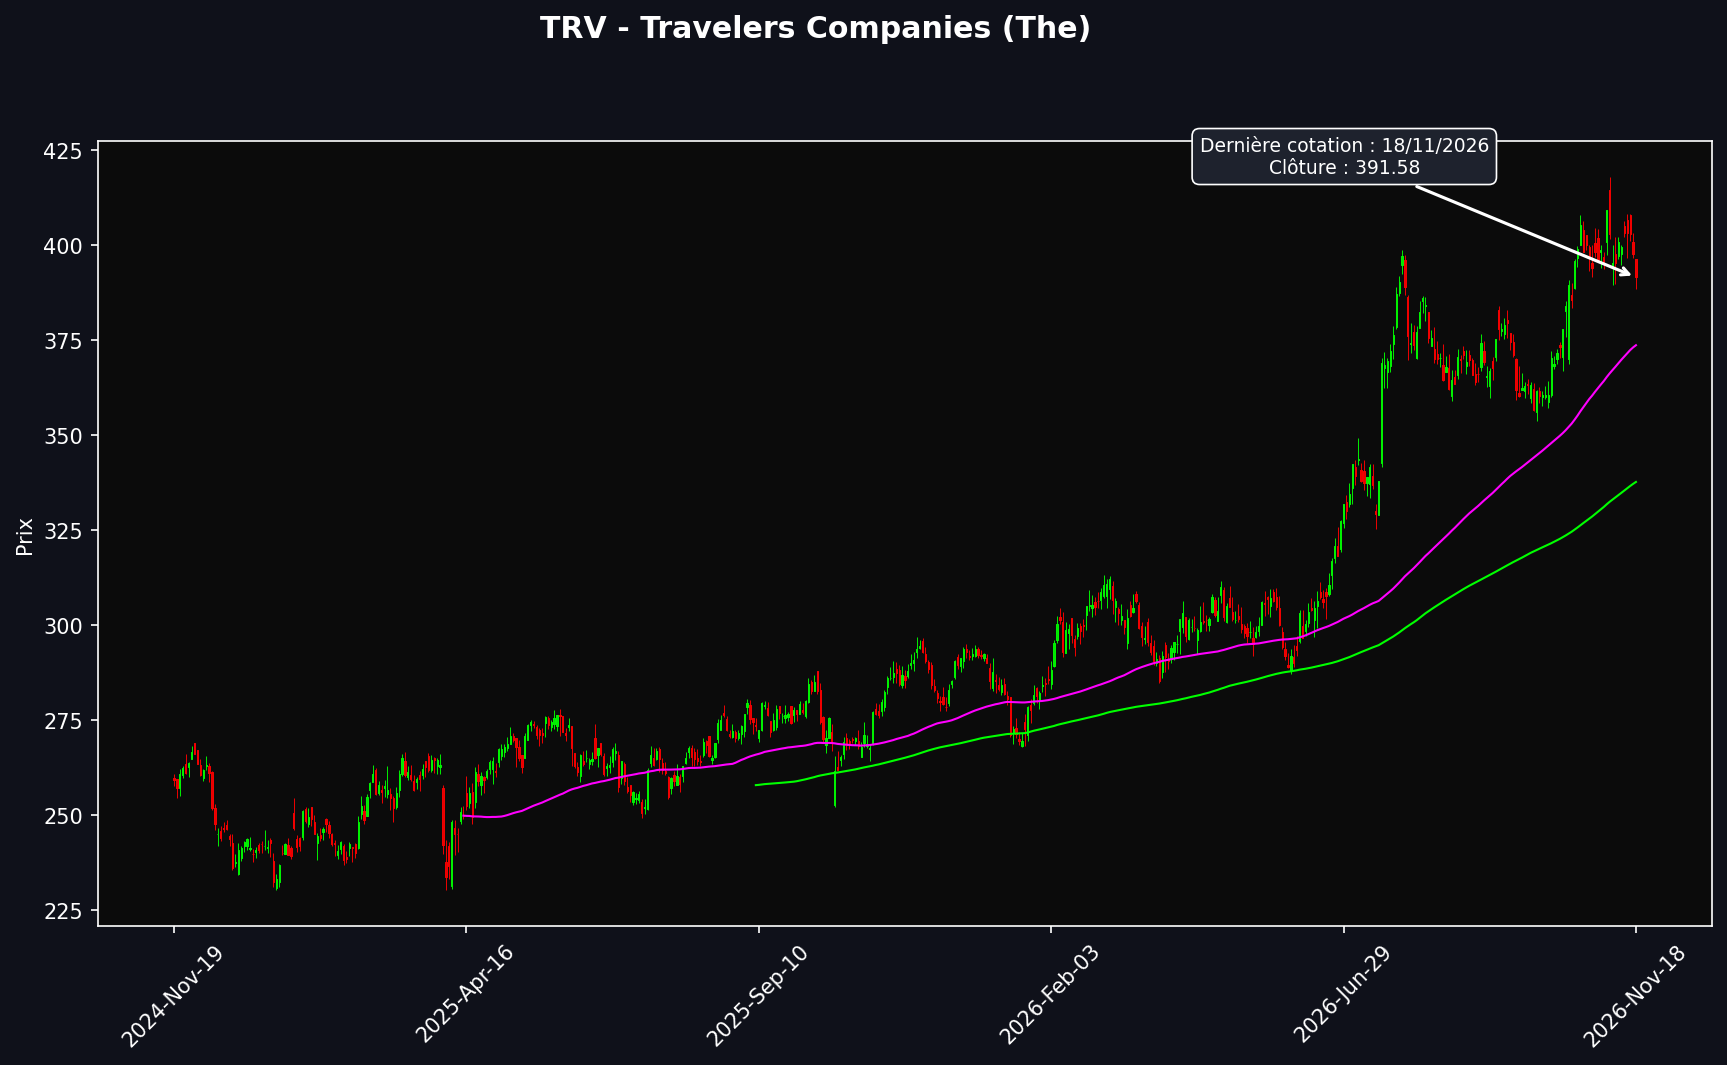 TRV - Travelers Companies (The)
Dernière cotation : 18/11/2026
Clôture : 391.58
425
400
375
350
325
300
275
250
225
Prix
2024-Nov-19
2025-Apr-16
2025-Sep-10
2026-Feb-03
2026-Jun-29
2026-Nov-18